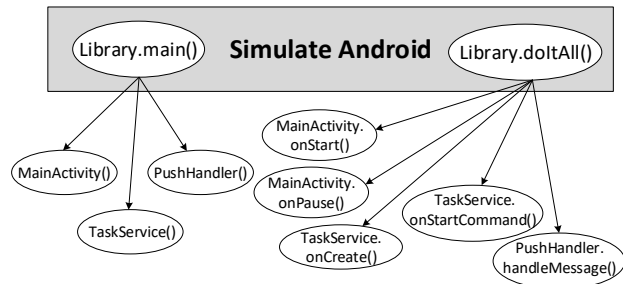 Library.main()
Simulate Android
Library.doItAll()
MainActivity()
TaskService()
PushHandler()
MainActivity.
onStart()
MainActivity.
onPause()
TaskService.
onCreate()
TaskService.
onStartCommand()
PushHandler.
handleMessage()